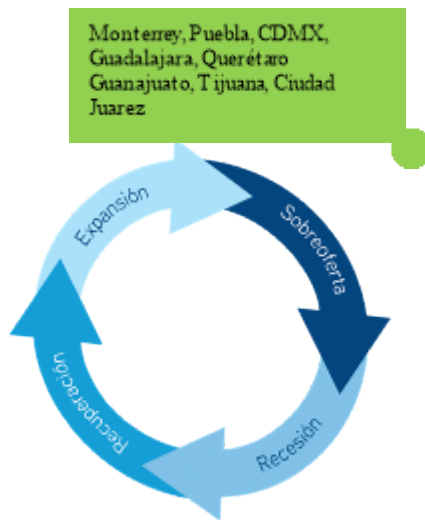 Monterrey, Puebla, CDMX,
Guadalajara, Querétaro
Guanajuato, Tijuana, Ciudad
Juarez
Expansión
Sobreoferta
Recesión
Recuperación